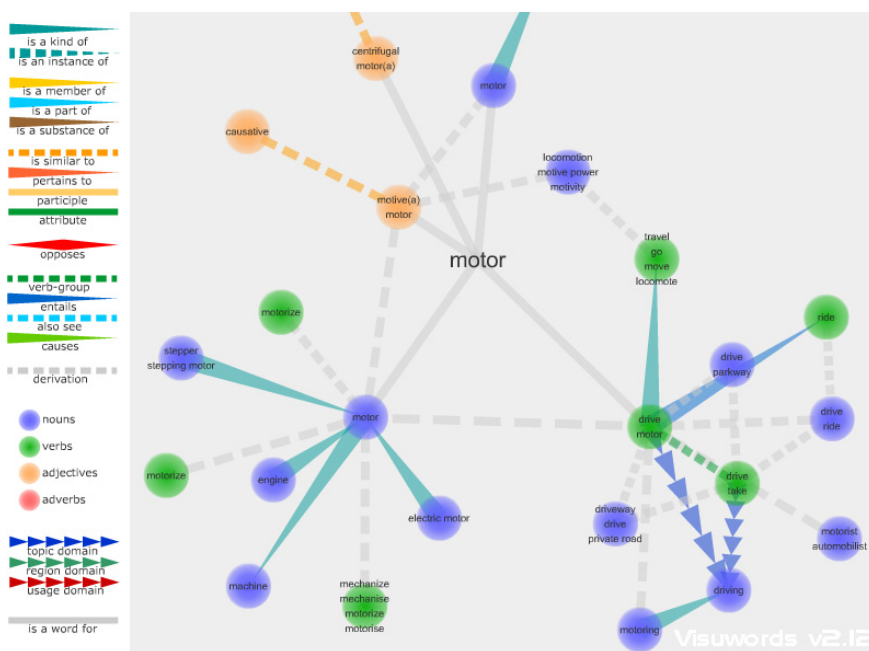 is a kind of
is an instance of
is a member of
is a part of
is a substance of
is similar to
pertains to
participle
attribute
opposes
verb-group
entails
also see
causes
derivation
nouns
verbs
adjectives
adverbs
topic domain
region domain
usage domain
is a word for
centrifugal
motor(a)
motor
causative
locomotion
motive power
motivity
motive(a)
motor
travel
go
move
locomote
motor
motorize
ride
stepper
stepping motor
drive
parkway
motor
drive
motor
drive
ride
motorize
engine
drive
take
electric motor
driveway
drive
private road
motorist
automobilist
machine
mechanize
mechanise
motorize
motorise
driving
motoring
Visuwords v2.12